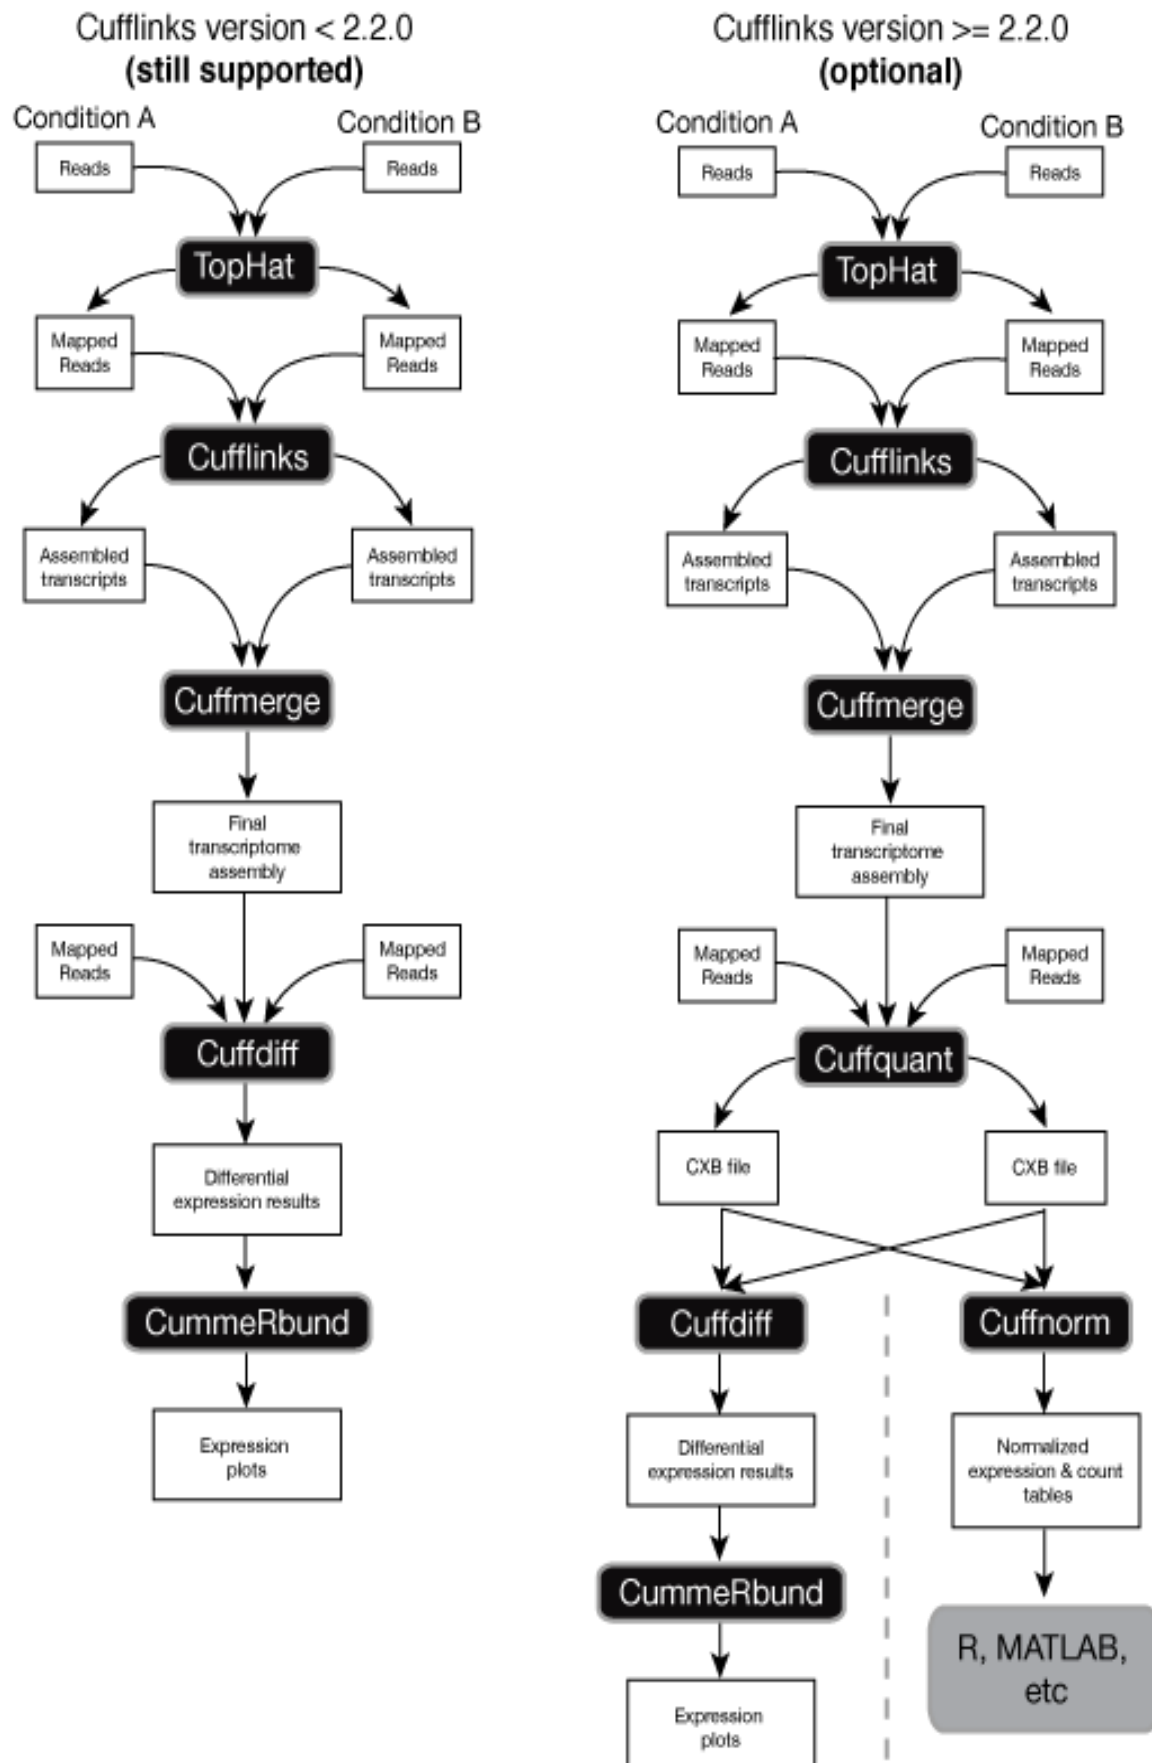 Cufflinks version < 2.2.0
(still supported)
Condition A
Condition B
Reads
Reads
TopHat
Mapped
Reads
Mapped
Reads
Cufflinks
Assembled
transcripts
Assembled
transcripts
Cuffmerge
Final
transcriptome
assembly
Mapped
Reads
Mapped
Reads
Cuffdiff
Differential
expression results
CummeRbund
Expression
plots
Cufflinks version >= 2.2.0
(optional)
Condition A
Condition B
Reads
Reads
TopHat
Mapped
Reads
Mapped
Reads
Cufflinks
Assembled
transcripts
Assembled
transcripts
Cuffmerge
Final
transcriptome
assembly
Mapped
Reads
Mapped
Reads
Cuffquant
CXB file
CXB file
Cuffdiff
Differential
expression results
CummeRbund
Expression
plots
Cuffnorm
Normalized
expression & count
tables
R, MATLAB,
etc